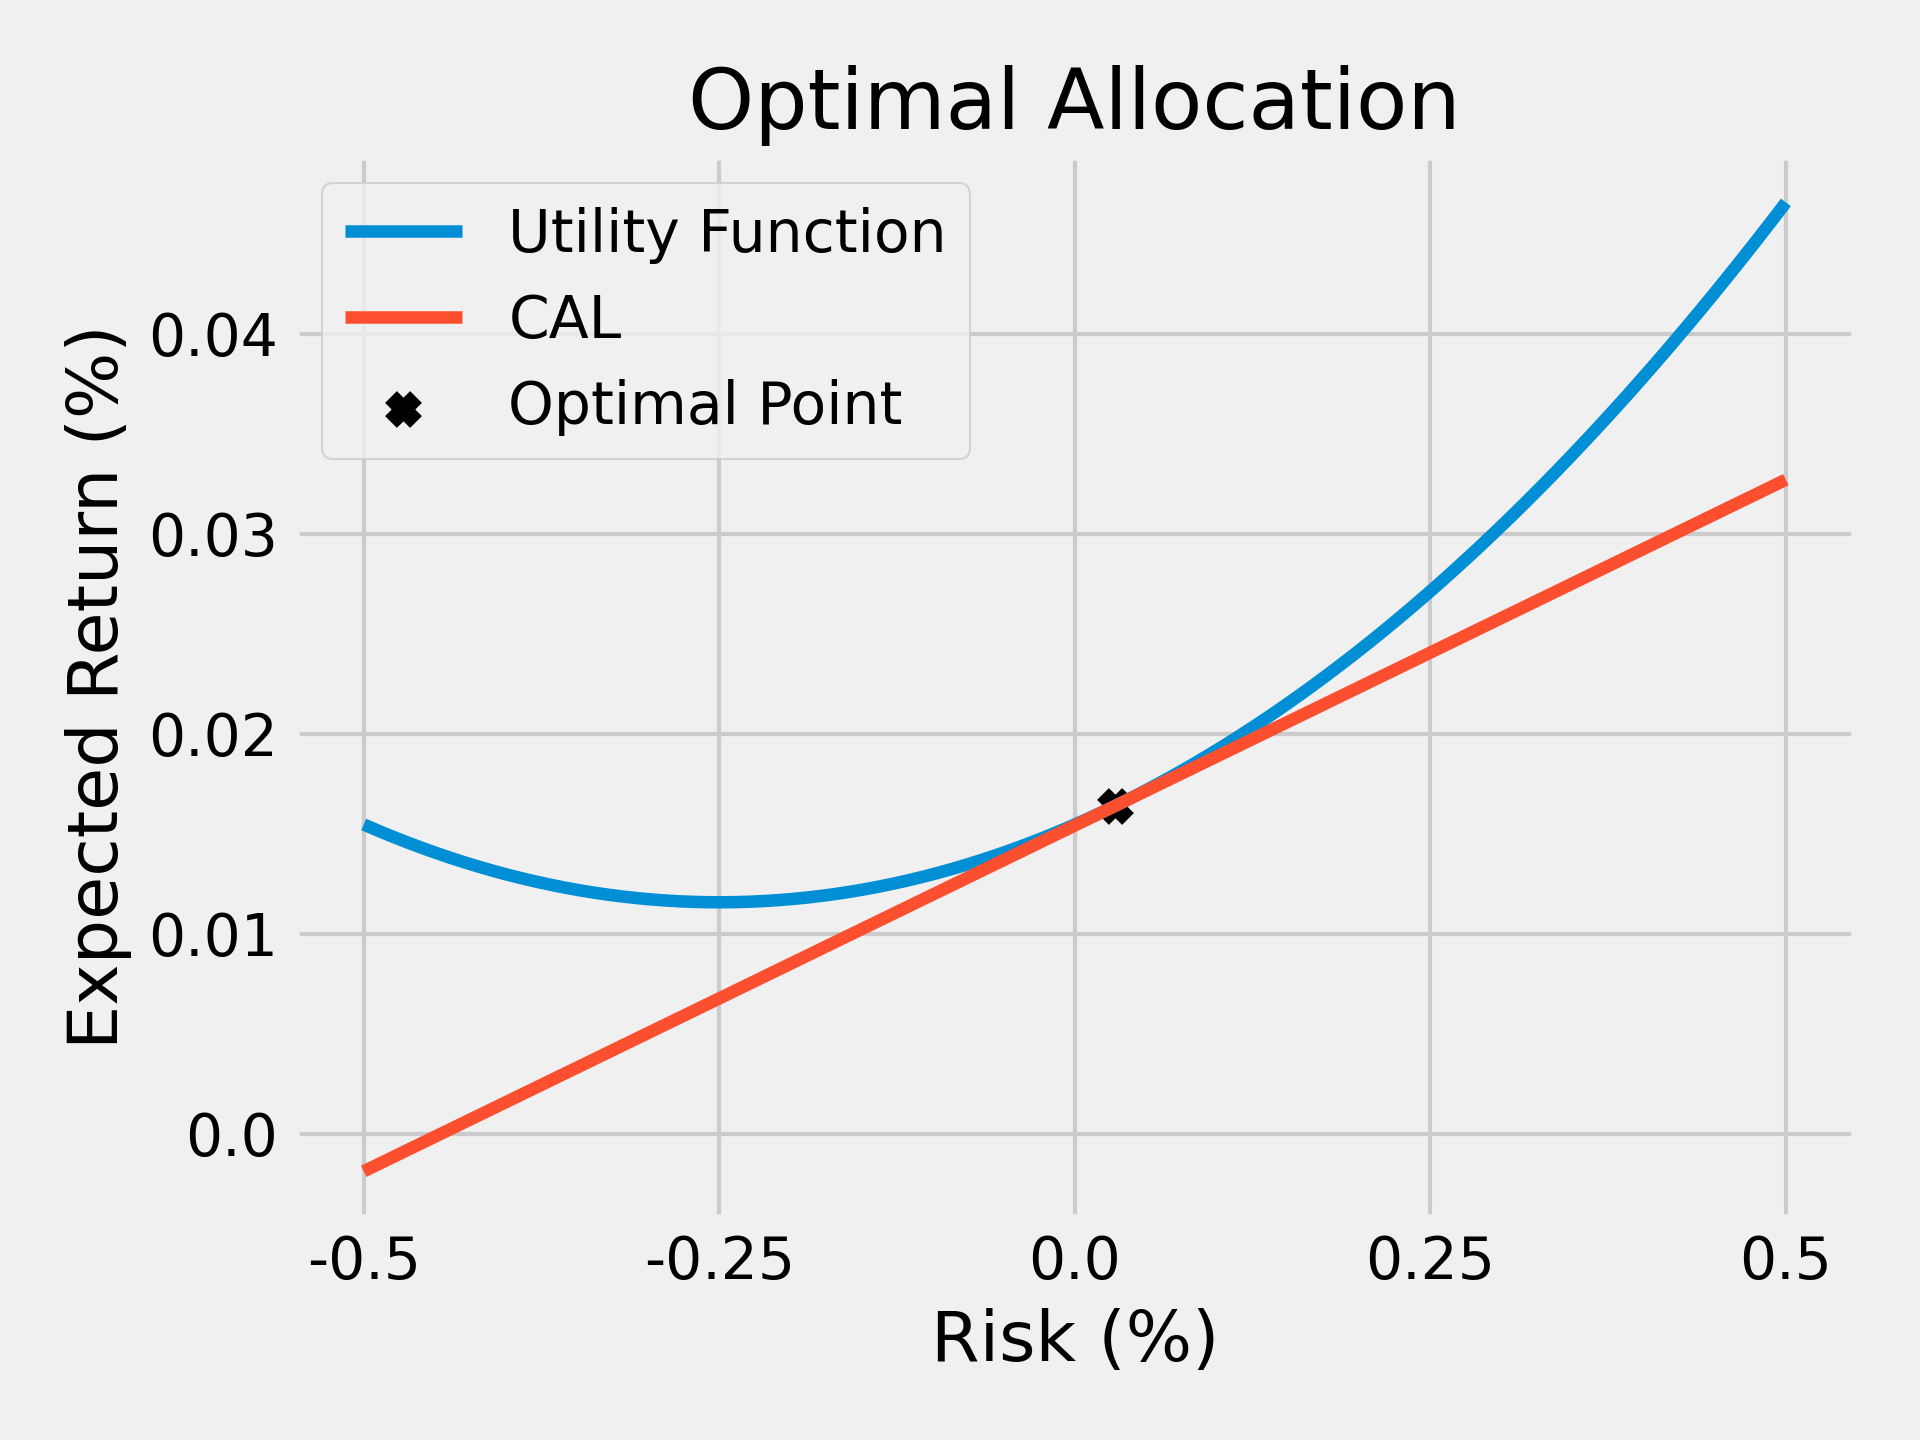 Optimal Allocation
Utility Function
CAL
Optimal Point
Expected Return (%)
0.04
0.03
0.02
0.01
0.0
-0.5 -0.25 0.0 0.25 0.5
Risk (%)